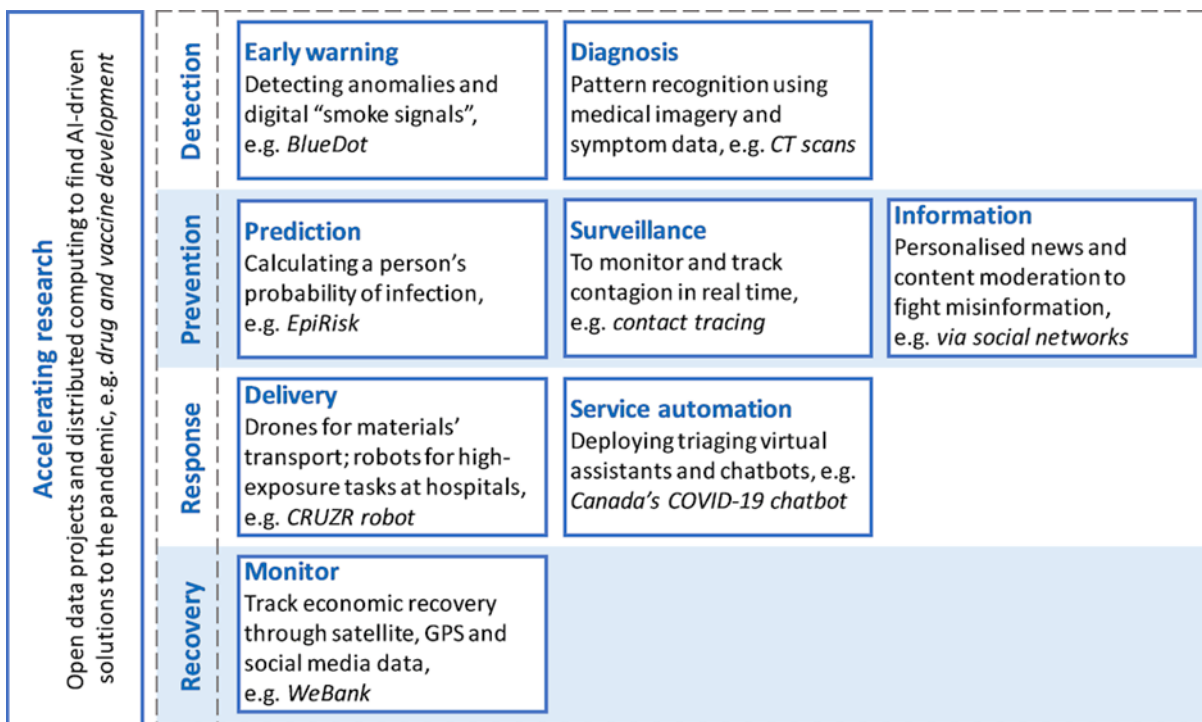 Accelerating research
Open data projects and distributed computing to find AI-driven
solutions to the pandemic, e.g. drug and vaccine development
Detection
Early warning
Detecting anomalies and
digital “smoke signals”,
e.g. BlueDot
Diagnosis
Pattern recognition using
medical imagery and
symptom data, e.g. CT scans
Prevention
Prediction
Calculating a person’s
probability of infection,
e.g. EpiRisk
Surveillance
To monitor and track
contagion in real time,
e.g. contact tracing
Information
Personalised news and
content moderation to
fight misinformation,
e.g. via social networks
Response
Delivery
Drones for materials’
transport; robots for high-
exposure tasks at hospitals,
e.g. CRUZR robot
Service automation
Deploying triaging virtual
assistants and chatbots, e.g.
Canada’s COVID-19 chatbot
Recovery
Monitor
Track economic recovery
through satellite, GPS and
social media data,
e.g. WeBank